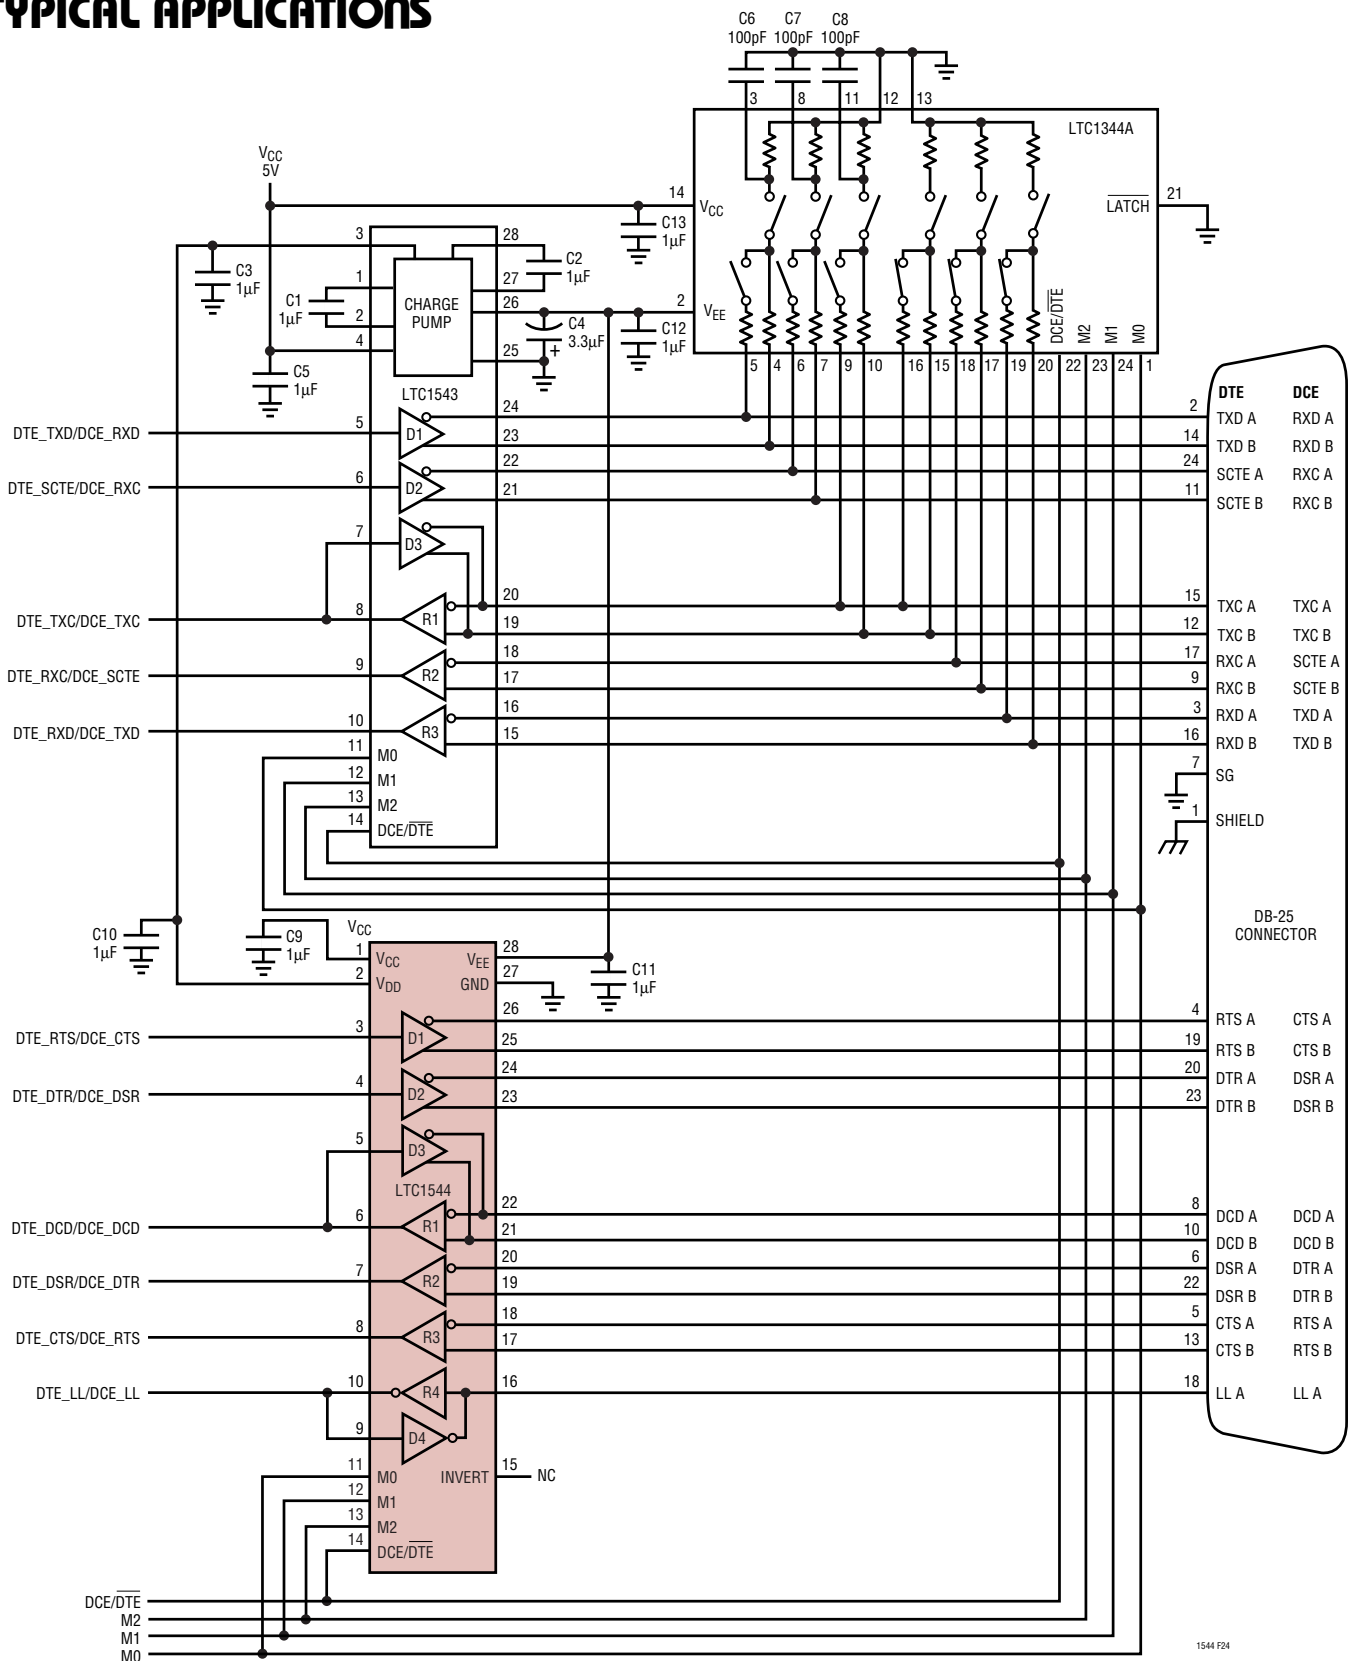 TYPICAL APPLICATIONS
C6 C7 C8
100pF 100pF 100pF
3 8 11 12 13
LTC1344A
VCC
5V
14 VCC
LATCH 21
C13
1µF
3 28
C3
1µF
C2
1µF
1 27
C1
1µF
CHARGE
PUMP
26
2 VEE
2
C4
3.3µF
+
C12
1µF
4 25
DCE/DTE M2 M1 M0
C5
1µF
LTC1543
5 4 6 7 9 10 16 15 18 17 19 20 22 23 24 1
DTE DCE
DTE_TXD/DCE_RXD 5 D1 24 2 TXD A RXD A
23 14 TXD B RXD B
DTE_SCTE/DCE_RXC 6 D2 22 24 SCTE A RXC A
21 11 SCTE B RXC B
7 D3
DTE_TXC/DCE_TXC 8 R1 20 15 TXC A TXC A
19 12 TXC B TXC B
DTE_RXC/DCE_SCTE 9 R2 18 17 RXC A SCTE A
17 9 RXC B SCTE B
DTE_RXD/DCE_TXD 10 R3 16 3 RXD A TXD A
15 16 RXD B TXD B
11 M0
7 SG
12 M1
13 M2
1 SHIELD
14 DCE/DTE
DB-25
CONNECTOR
C10
1µF
C9
1µF
VCC
1 VCC VEE 28
2 VDD GND 27
C11
1µF
DTE_RTS/DCE_CTS 3 D1 26 4 RTS A CTS A
25 19 RTS B CTS B
DTE_DTR/DCE_DSR 4 D2 24 20 DTR A DSR A
23 23 DTR B DSR B
5 D3
LTC1544
DTE_DCD/DCE_DCD 6 R1 22 8 DCD A DCD A
21 10 DCD B DCD B
DTE_DSR/DCE_DTR 7 R2 20 6 DSR A DTR A
19 22 DSR B DTR B
DTE_CTS/DCE_RTS 8 R3 18 5 CTS A RTS A
17 13 CTS B RTS B
DTE_LL/DCE_LL 10 R4 16 18 LL A LL A
9 D4
11 M0 INVERT 15 NC
12 M1
13 M2
14 DCE/DTE
DCE/DTE
M2
M1
M0
1544 F24